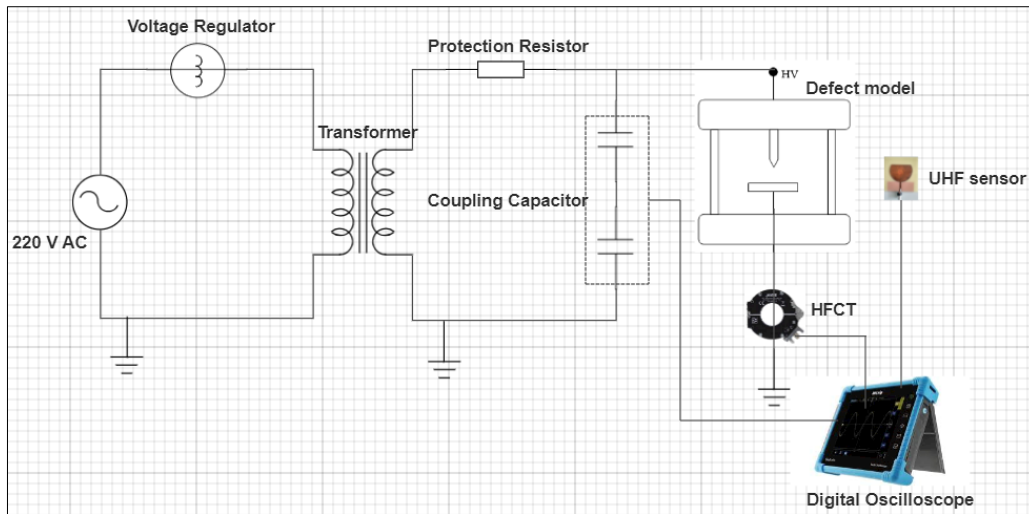 Voltage Regulator
Protection Resistor
HV
Defect model
Transformer
UHF sensor
Coupling Capacitor
220 V AC
HFCT
Digital Oscilloscope